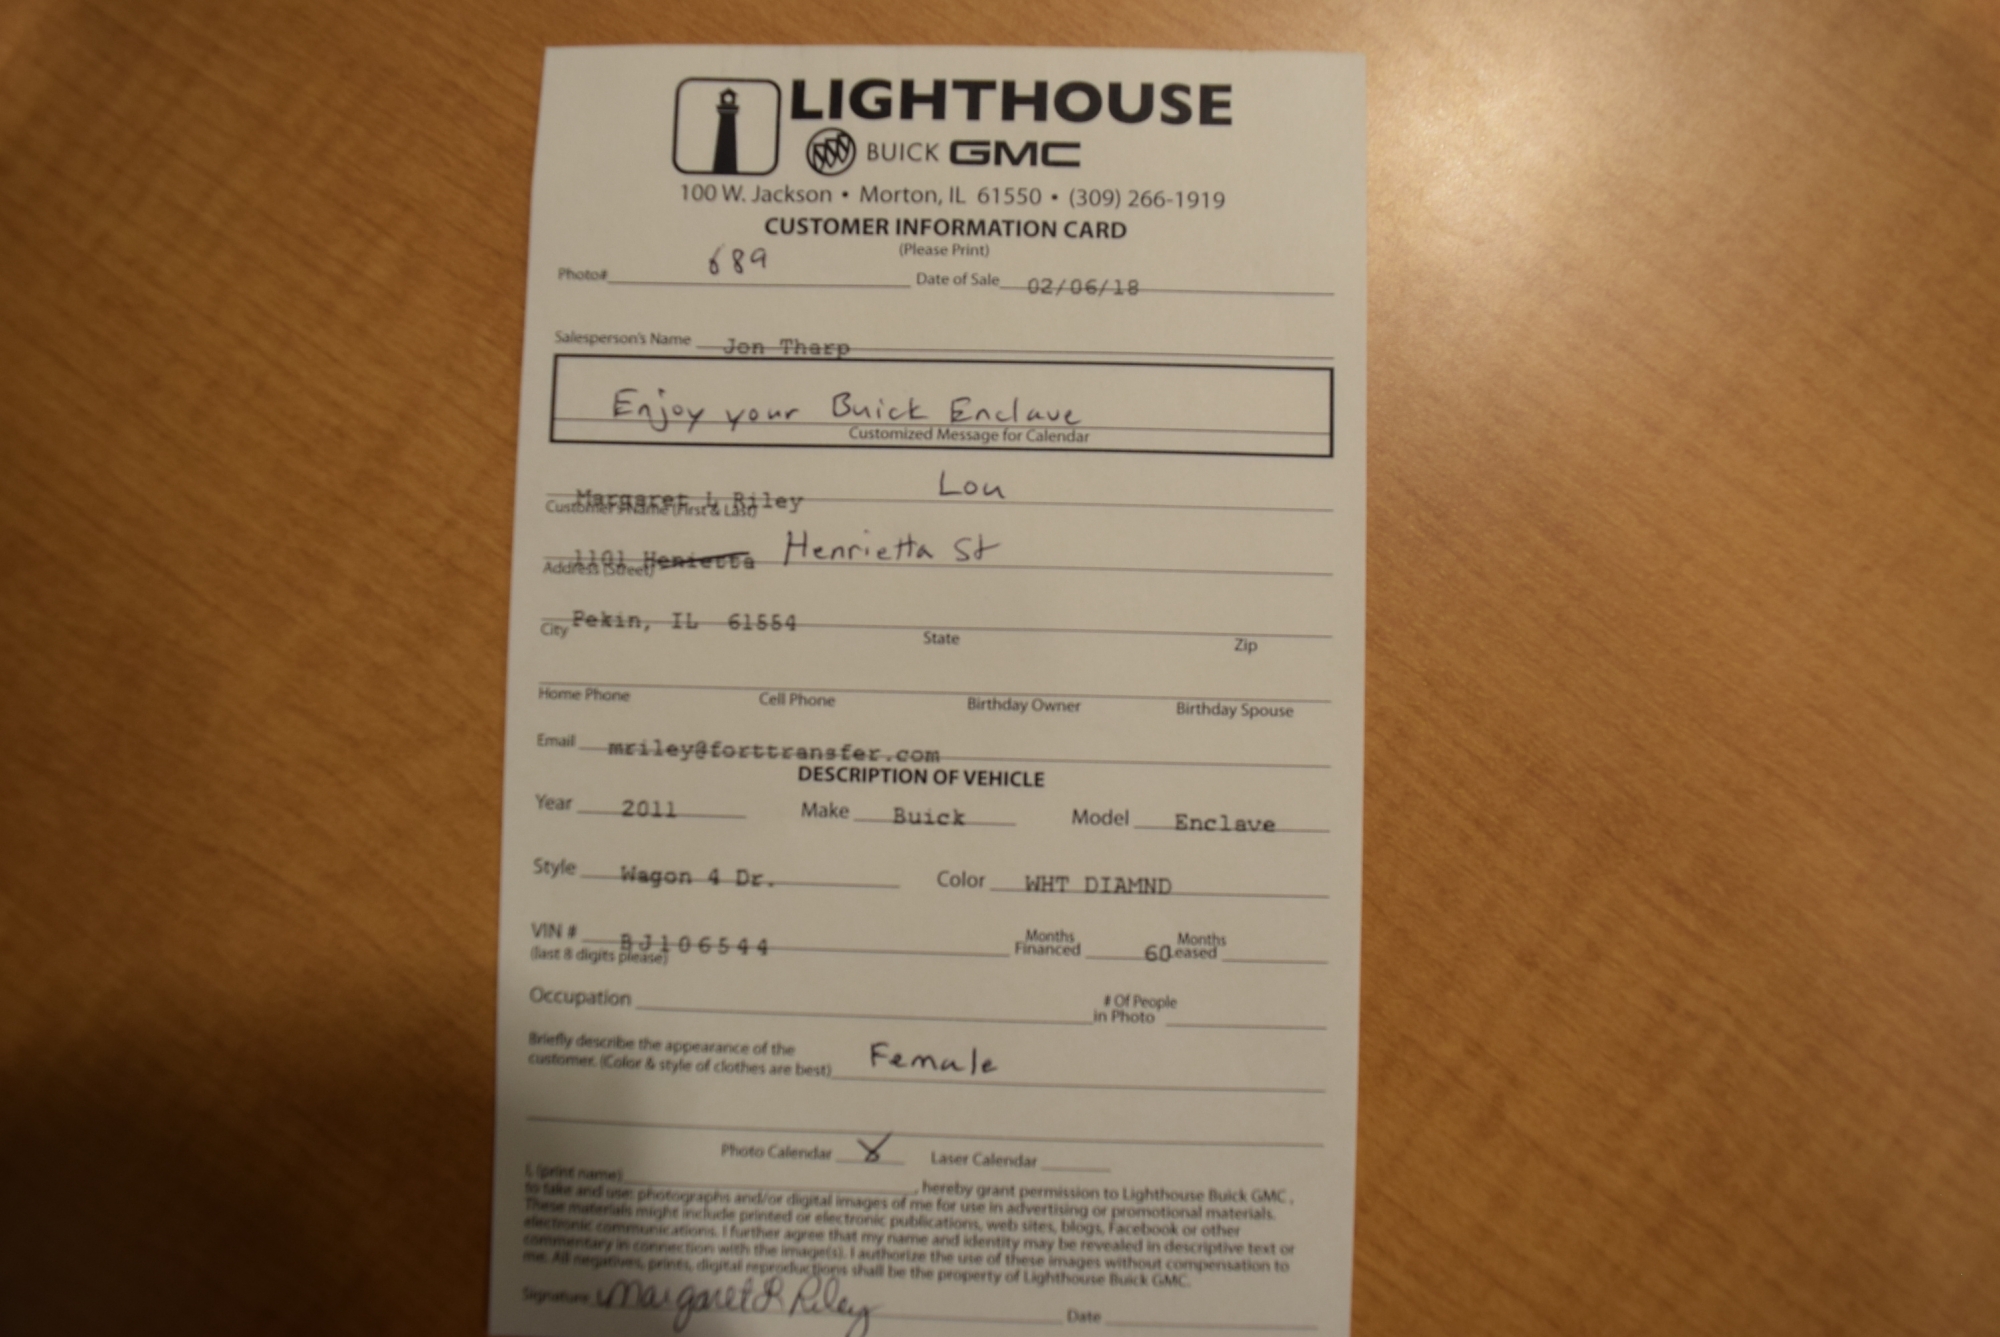 LIGHTHOUSE
BUICK GMC
100 W. Jackson • Morton, IL 61550 • (309) 266-1919
CUSTOMER INFORMATION CARD
(Please Print)
Photo# 689 Date of Sale 02/06/18
Salesperson's Name Jon Tharp
Enjoy your Buick Enclave
Customized Message for Calendar
Margaret L Riley Lou
Customer's Name (First & Last)
1101 Henietta Henrietta St
Address (Street)
Pekin, IL 61554
City State Zip
Home Phone Cell Phone Birthday Owner Birthday Spouse
Email mriley@forttransfer.com
DESCRIPTION OF VEHICLE
Year 2011 Make Buick Model Enclave
Style Wagon 4 Dr. Color WHT DIAMND
VIN # BJ106544 Months Financed 60 Months Leased
(last 8 digits please)
Occupation # Of People in Photo
Briefly describe the appearance of the
customer. (Color & style of clothes are best) Female
Photo Calendar X Laser Calendar
I, (print name), hereby grant permission to Lighthouse Buick GMC.
to take and use: photographs and/or digital images of me for use in advertising or promotional materials.
These materials might include printed or electronic publications, web sites, blogs, Facebook or other
electronic communications. I further agree that my name and identity may be revealed in descriptive text or
commentary in connection with the image(s). I authorize the use of these images without compensation to
me. All negatives, prints, digital reproductions shall be the property of Lighthouse Buick GMC.
Signature Margaret L Riley Date